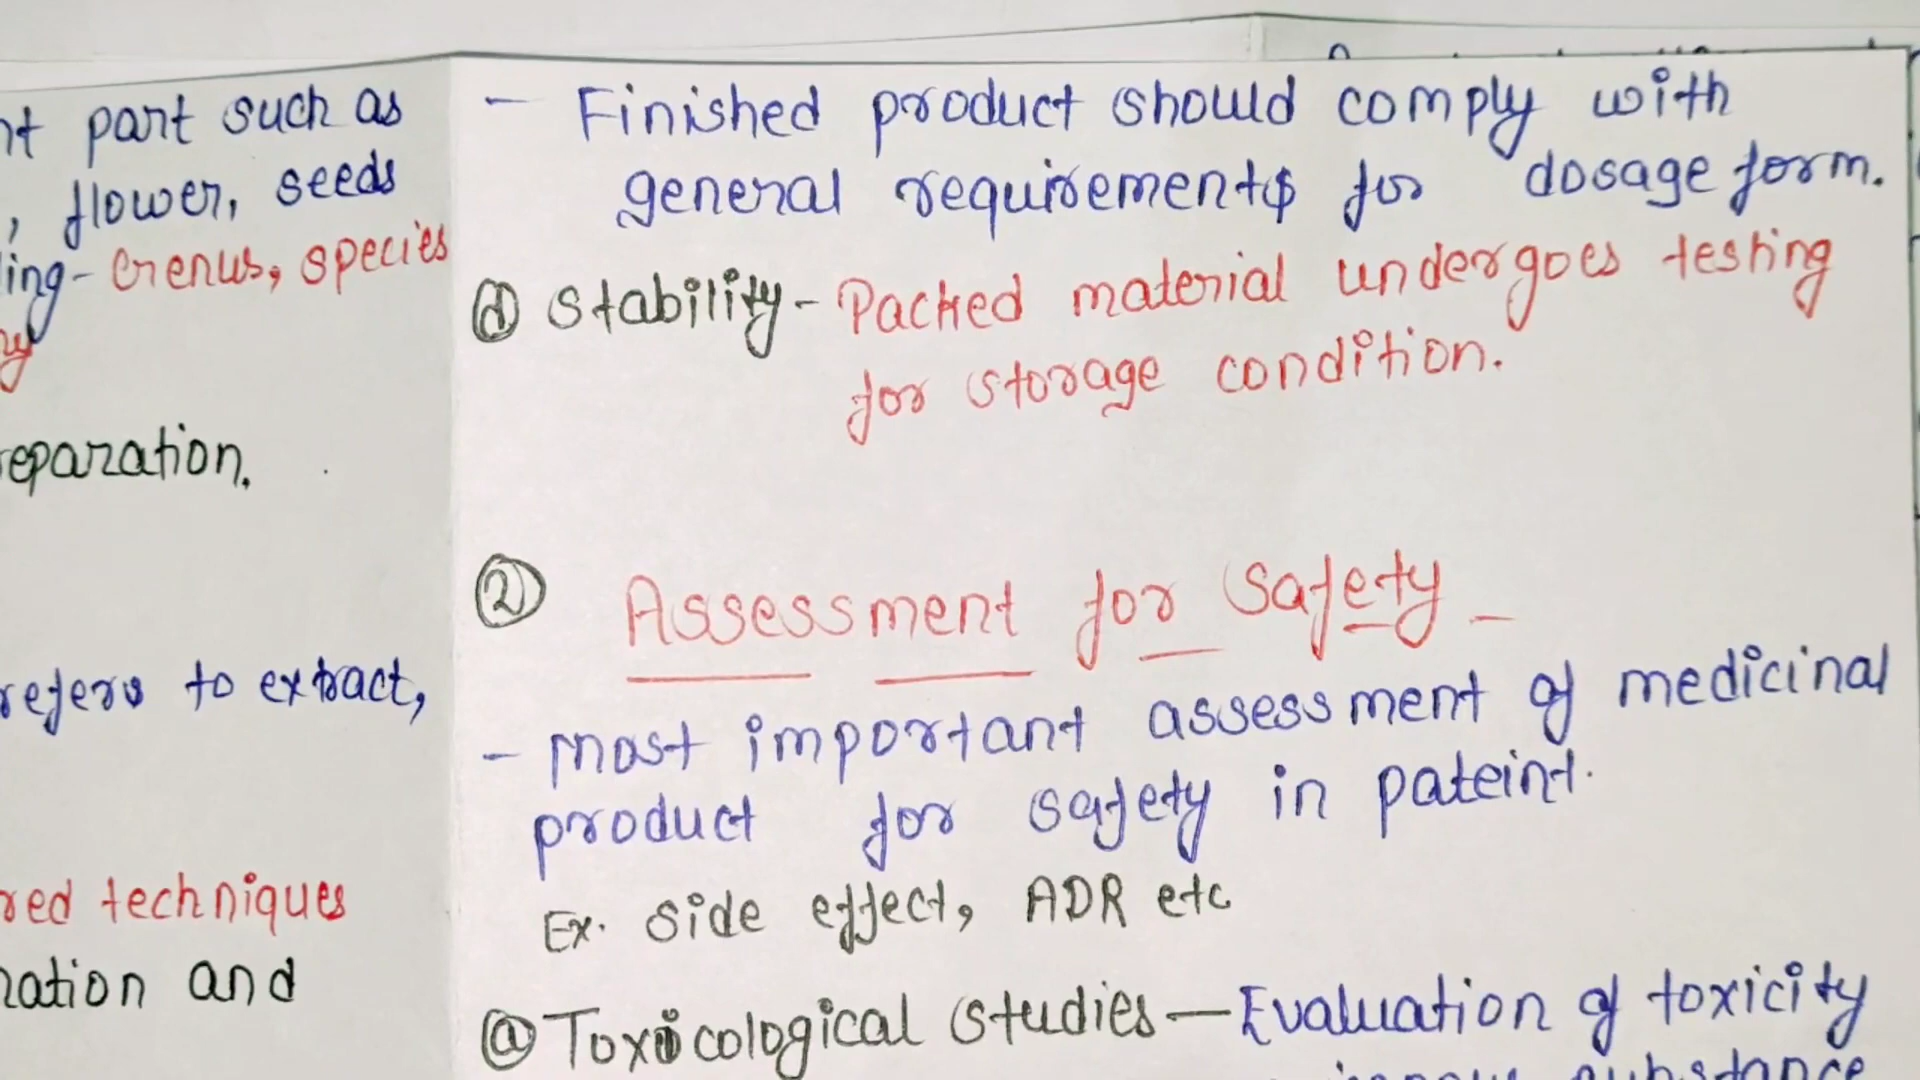 part such as
, flower, seeds
ing- Genus, species
reparation.
refers to extract,
red techniques
ration and
- Finished product should comply with
general requirements for dosage form.
(d) Stability - Packed material undergoes testing
for storage condition.
(2) Assessment for Safety -
- most important assessment of medicinal
product for safety in pateint.
Ex. side effect, ADR etc
(a) Toxicological studies - Evaluation of toxicity
substance